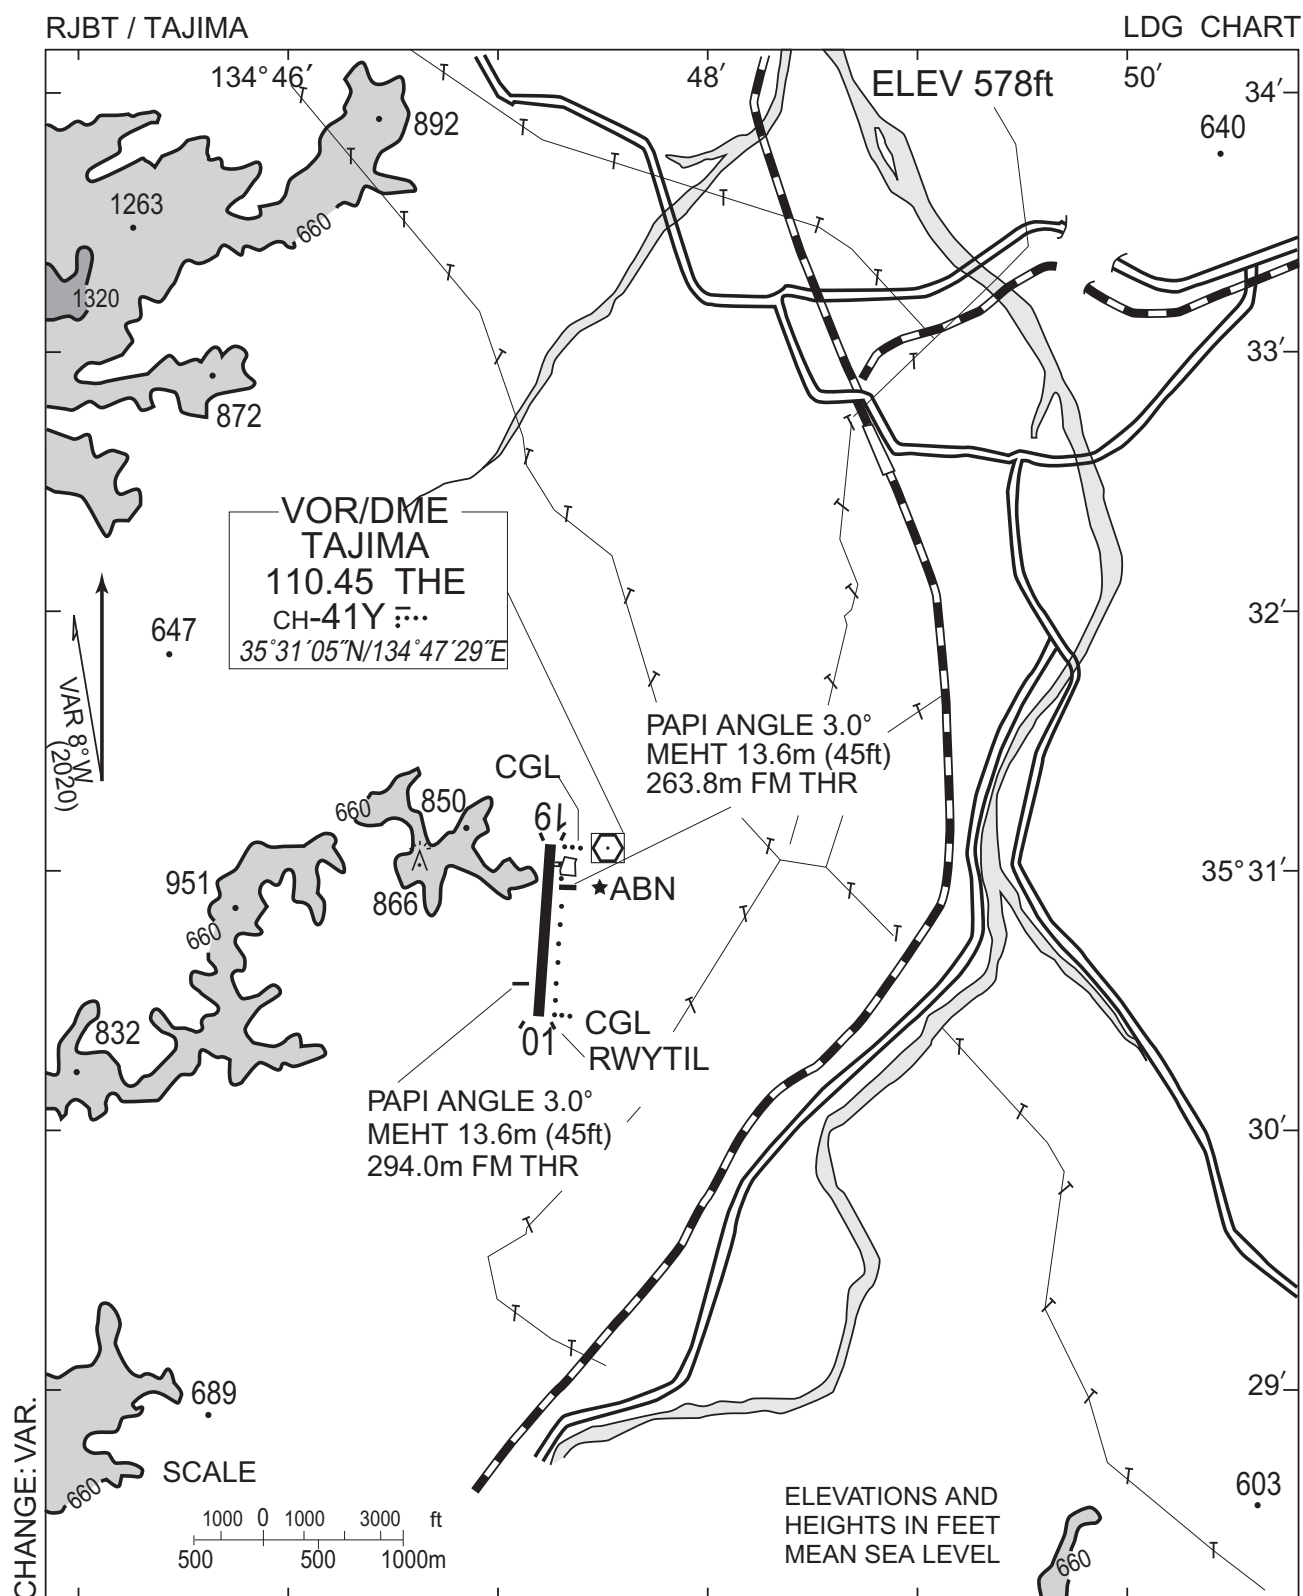 RJBT / TAJIMA
LDG CHART
134°46′
48′
50′
ELEV 578ft
34′
640
892
1263
660
1320
33′
872
VOR/DME
TAJIMA
110.45 THE
CH-41Y
35°31′05″N/134°47′29″E
32′
647
VAR 8°W
(2020)
PAPI ANGLE 3.0°
MEHT 13.6m (45ft)
263.8m FM THR
CGL
660
850
19
951
866
ABN
35°31′
660
832
CGL
01
RWYTIL
PAPI ANGLE 3.0°
MEHT 13.6m (45ft)
294.0m FM THR
30′
29′
689
CHANGE: VAR.
SCALE
660
603
ELEVATIONS AND
HEIGHTS IN FEET
MEAN SEA LEVEL
1000 0 1000 3000 ft
500 500 1000m
660